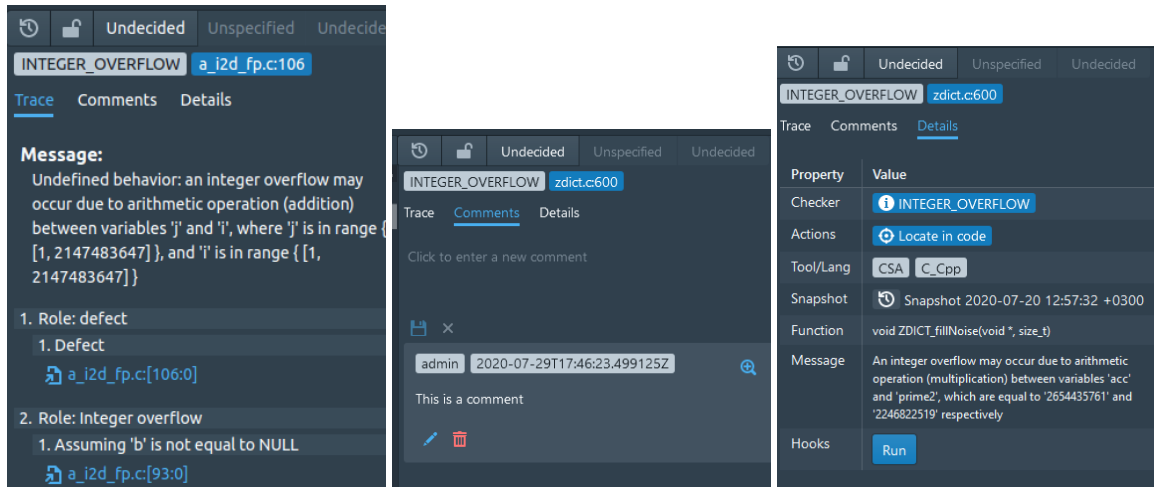 Undecided Unspecified Undecide
INTEGER_OVERFLOW a_i2d_fp.c:106
Trace Comments Details
Message:
Undefined behavior: an integer overflow may
occur due to arithmetic operation (addition)
between variables 'j' and 'i', where 'j' is in range {
[1, 2147483647] }, and 'i' is in range { [1,
2147483647] }
1. Role: defect
1. Defect
a_i2d_fp.c:[106:0]
2. Role: Integer overflow
1. Assuming 'b' is not equal to NULL
a_i2d_fp.c:[93:0]
Undecided Unspecified Undecided
INTEGER_OVERFLOW zdict.c:600
Trace Comments Details
Click to enter a new comment
admin 2020-07-29T17:46:23.499125Z
This is a comment
Undecided Unspecified Undecided
INTEGER_OVERFLOW zdict.c:600
Trace Comments Details
Property Value
Checker INTEGER_OVERFLOW
Actions Locate in code
Tool/Lang CSA C_Cpp
Snapshot Snapshot 2020-07-20 12:57:32 +0300
Function void ZDICT_fillNoise(void *, size_t)
Message An integer overflow may occur due to arithmetic
operation (multiplication) between variables 'acc'
and 'prime2', which are equal to '2654435761' and
'2246822519' respectively
Hooks Run